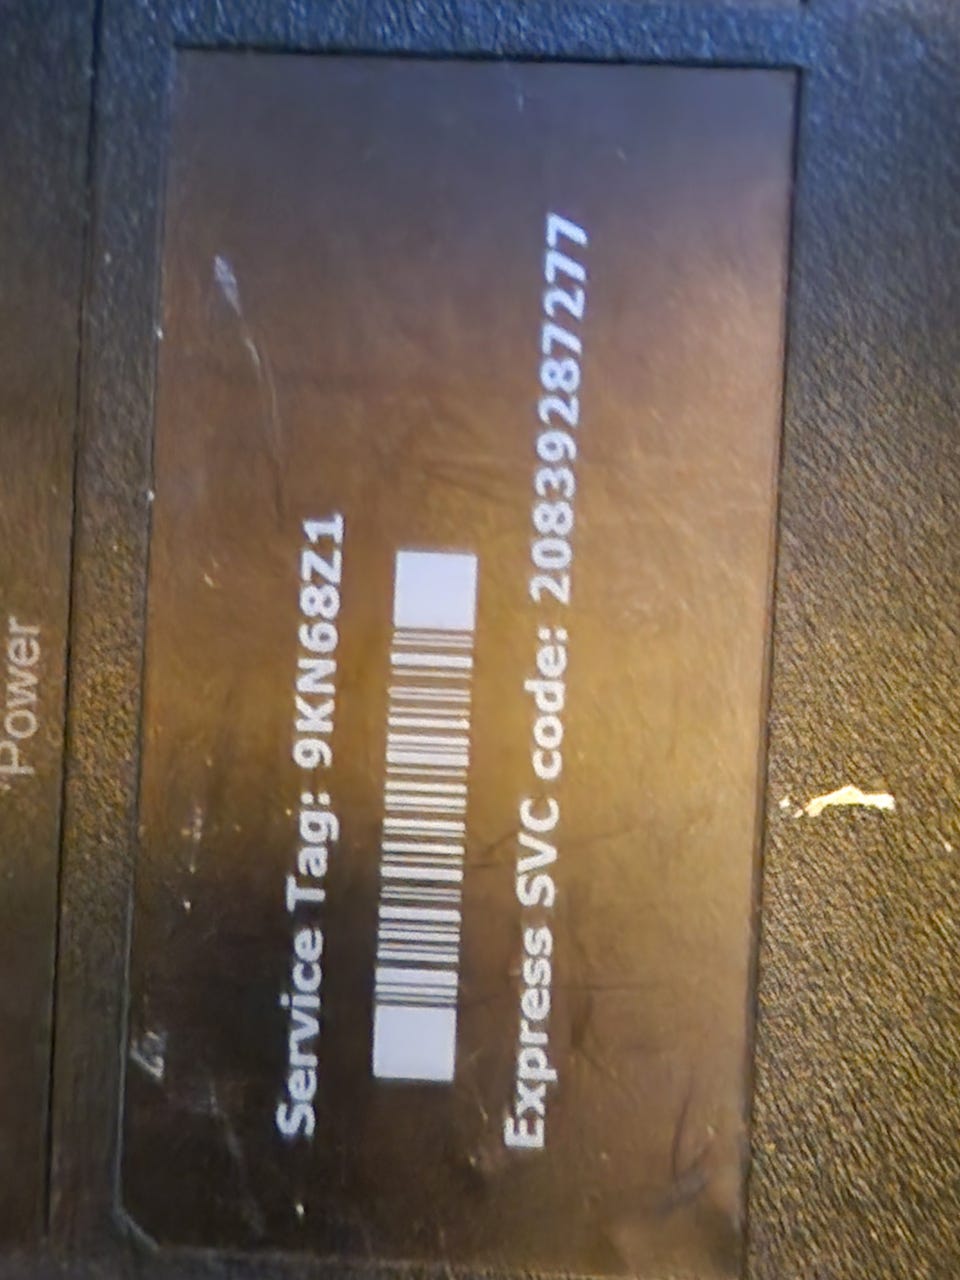 Power
Service Tag: 9KN68Z1
Express SVC code: 20839287277